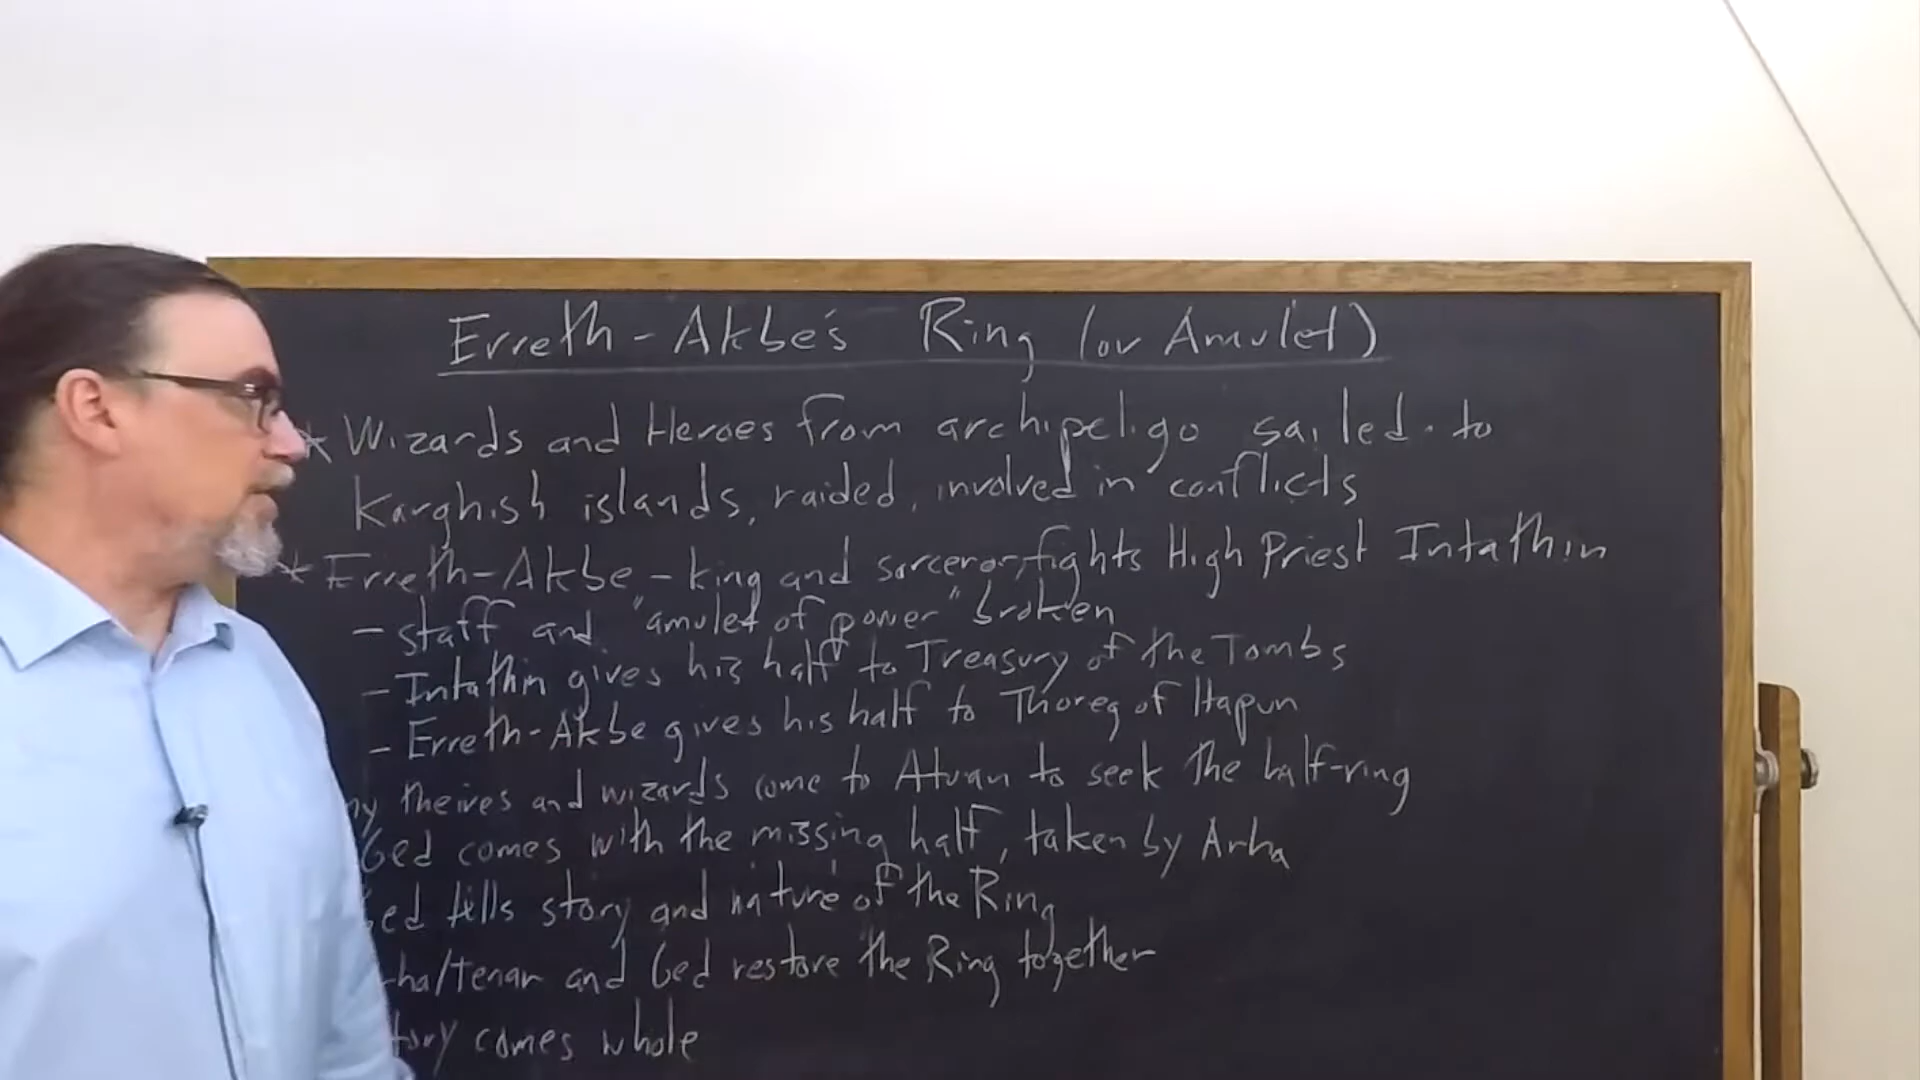 Erreth-Akbe's Ring (or Amulet)
* Wizards and Heroes from archipeligo sailed to
Karghish islands, raided, involved in conflicts
* Erreth-Akbe - king and sorceror, fights High Priest Intathin
- staff and "amulet of power" broken
- Intathin gives his half to Treasury of the Tombs
- Erreth-Akbe gives his half to Thoreg of Hapun
ny theives and wizards come to Atuan to seek the half-ring
Ged comes with the missing half, taken by Arha
Ged tells story and nature of the Ring
rha/Tenar and Ged restore the Ring together
tory comes whole